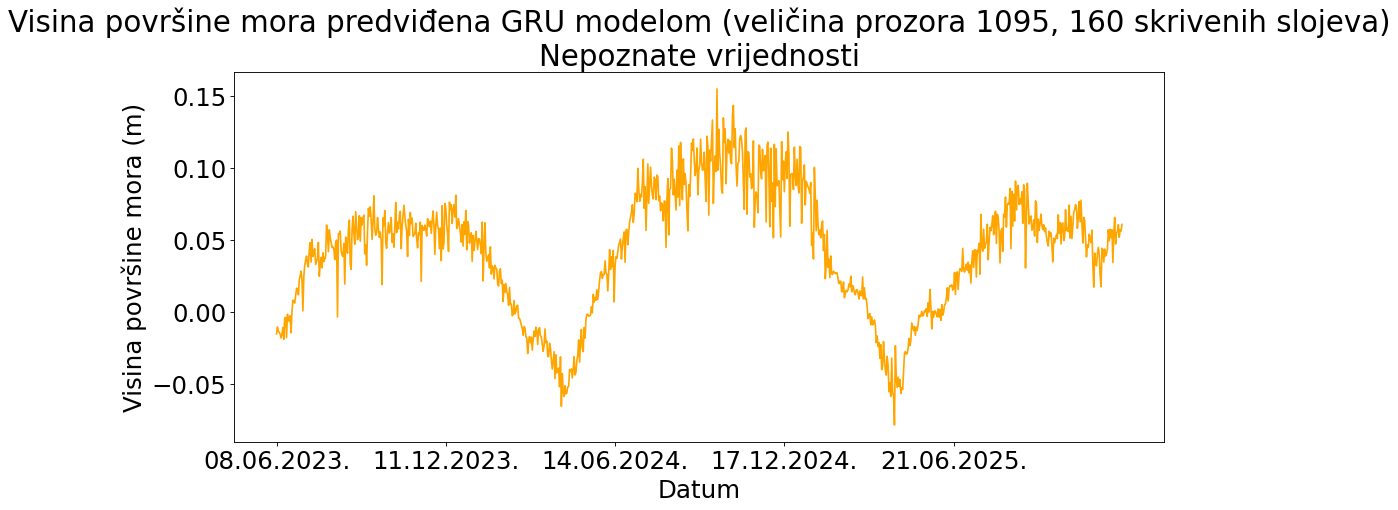 Visina površine mora predviđena GRU modelom (veličina prozora 1095, 160 skrivenih slojeva)
Nepoznate vrijednosti
Visina površine mora (m)
0.15
0.10
0.05
0.00
−0.05
08.06.2023. 11.12.2023. 14.06.2024. 17.12.2024. 21.06.2025.
Datum